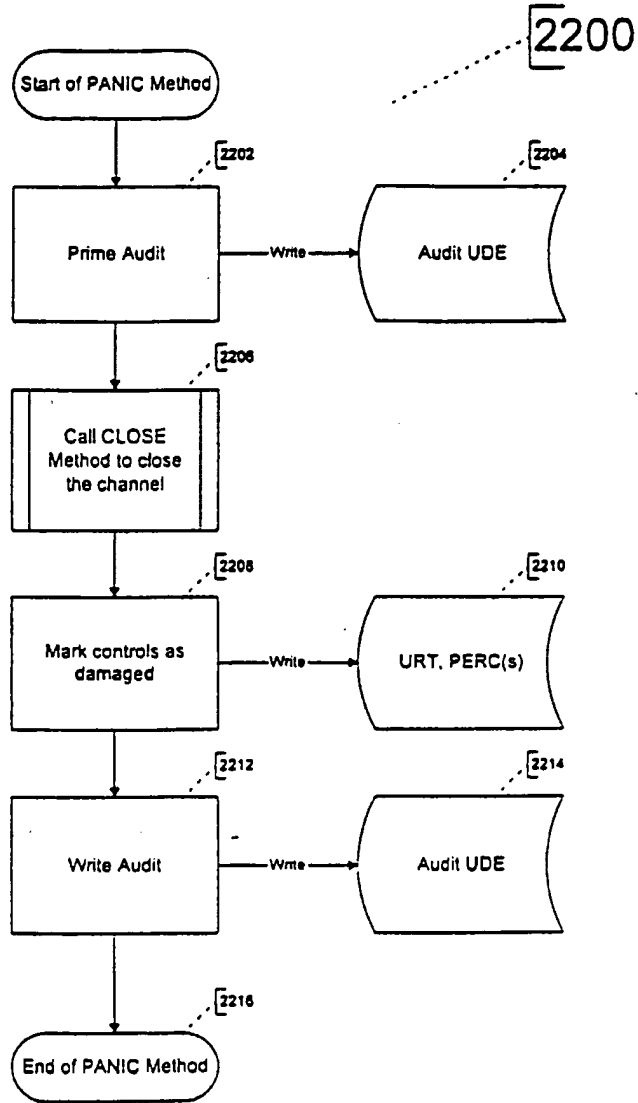 2200
Start of PANIC Method
2202
2204
Prime Audit
Write
Audit UDE
2206
Call CLOSE
Method to close
the channel
2208
2210
Mark controls as
damaged
Write
URT, PERC(s)
2212
2214
Write Audit
Write
Audit UDE
2216
End of PANIC Method